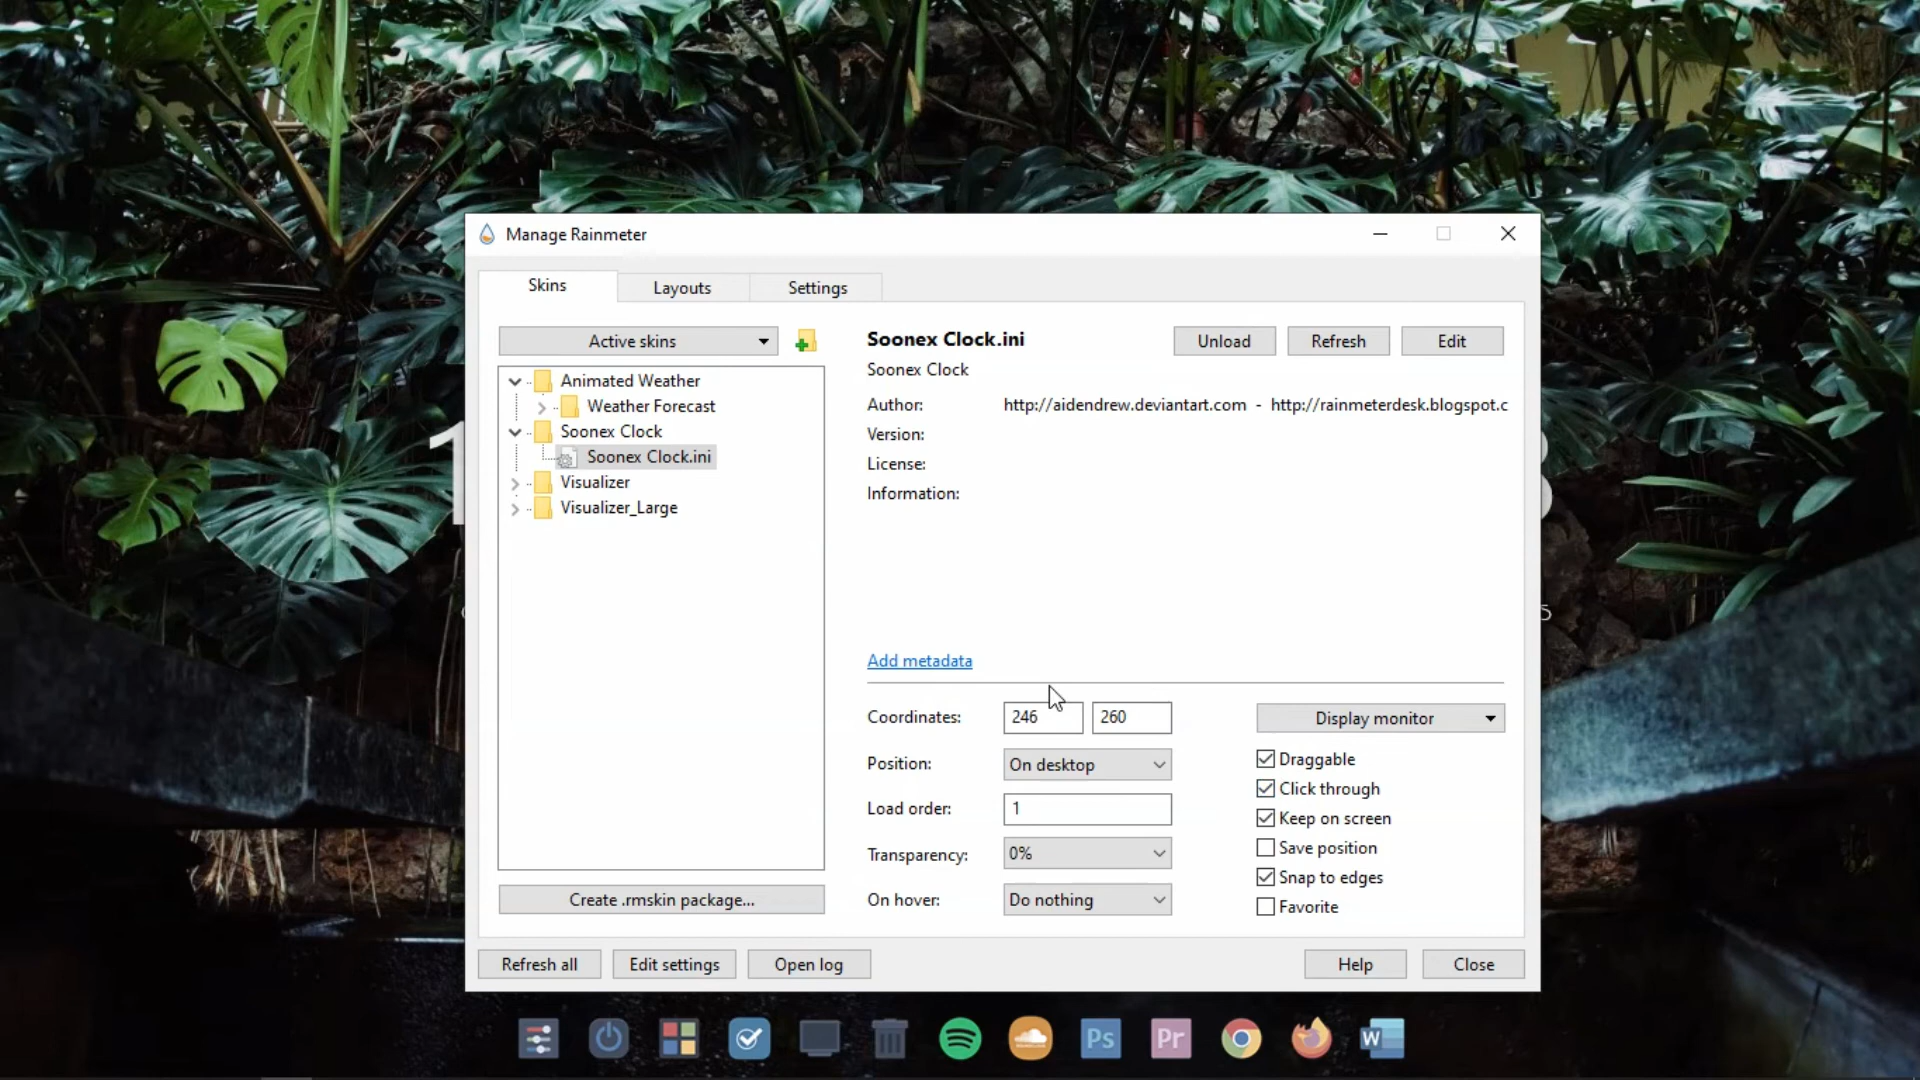 Manage Rainmeter
Skins
Layouts
Settings
Active skins
Animated Weather
Weather Forecast
Soonex Clock
Soonex Clock.ini
Visualizer
Visualizer_Large
Create .rmskin package...
Soonex Clock.ini
Unload
Refresh
Edit
Soonex Clock
Author: http://aidendrew.deviantart.com - http://rainmeterdesk.blogspot.c
Version:
License:
Information:
Add metadata
Coordinates: 246 260
Position: On desktop
Load order: 1
Transparency: 0%
On hover: Do nothing
Display monitor
Draggable
Click through
Keep on screen
Save position
Snap to edges
Favorite
Refresh all
Edit settings
Open log
Help
Close
Ps
Pr
W